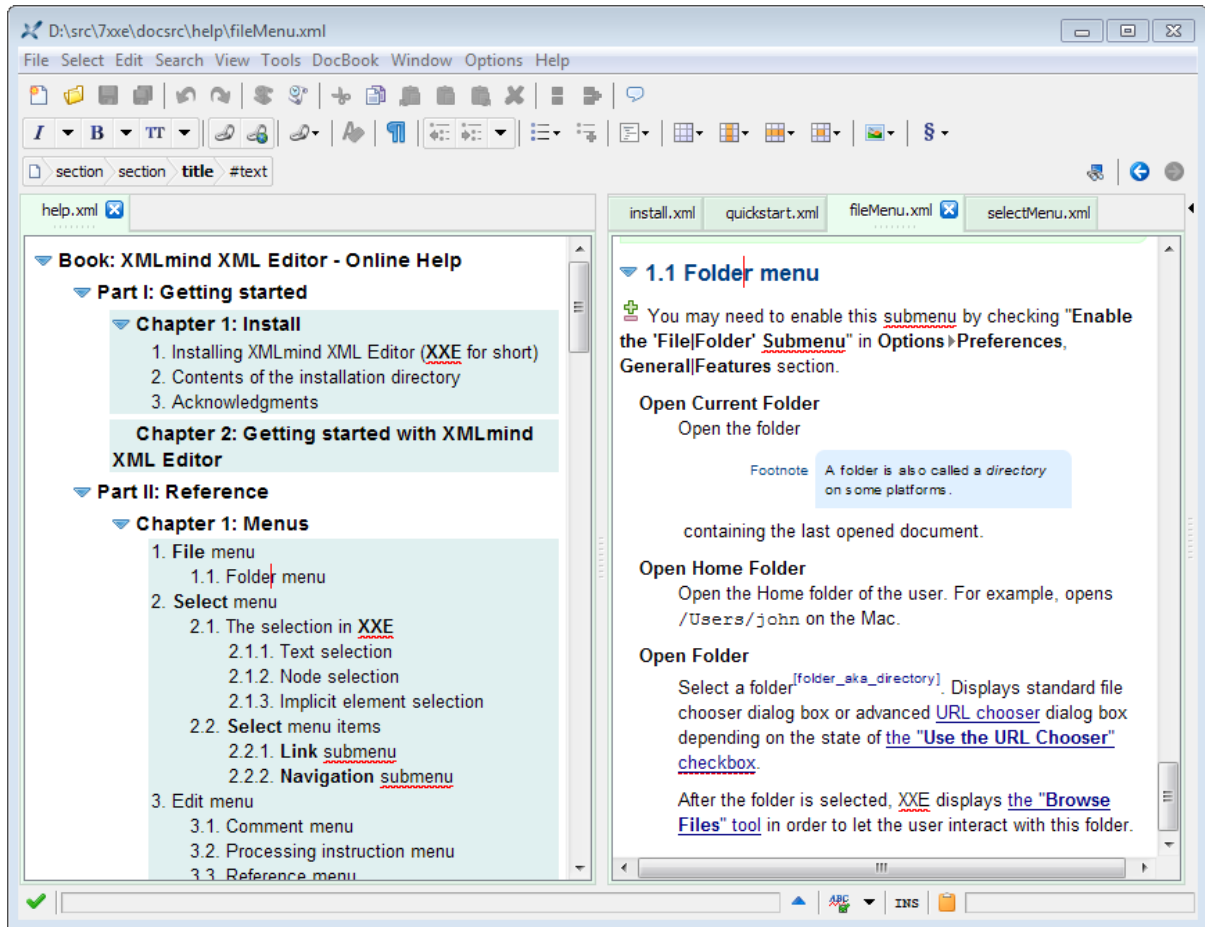 D:\src\7xxe\docsrc\help\fileMenu.xml
File Select Edit Search View Tools DocBook Window Options Help
I B TT § 
section section title #text
help.xml
Book: XMLmind XML Editor - Online Help
Part I: Getting started
Chapter 1: Install
1. Installing XMLmind XML Editor (XXE for short)
2. Contents of the installation directory
3. Acknowledgments
Chapter 2: Getting started with XMLmind
XML Editor
Part II: Reference
Chapter 1: Menus
1. File menu
1.1. Folder menu
2. Select menu
2.1. The selection in XXE
2.1.1. Text selection
2.1.2. Node selection
2.1.3. Implicit element selection
2.2. Select menu items
2.2.1. Link submenu
2.2.2. Navigation submenu
3. Edit menu
3.1. Comment menu
3.2. Processing instruction menu
3.3. Reference menu
install.xml quickstart.xml fileMenu.xml selectMenu.xml
1.1 Folder menu
You may need to enable this submenu by checking "Enable
the 'File|Folder' Submenu" in Options▸Preferences,
General|Features section.
Open Current Folder
Open the folder
Footnote A folder is also called a directory
on some platforms.
containing the last opened document.
Open Home Folder
Open the Home folder of the user. For example, opens
/Users/john on the Mac.
Open Folder
Select a folder[folder_aka_directory]. Displays standard file
chooser dialog box or advanced URL chooser dialog box
depending on the state of the "Use the URL Chooser"
checkbox.
After the folder is selected, XXE displays the "Browse
Files" tool in order to let the user interact with this folder.
ABC INS